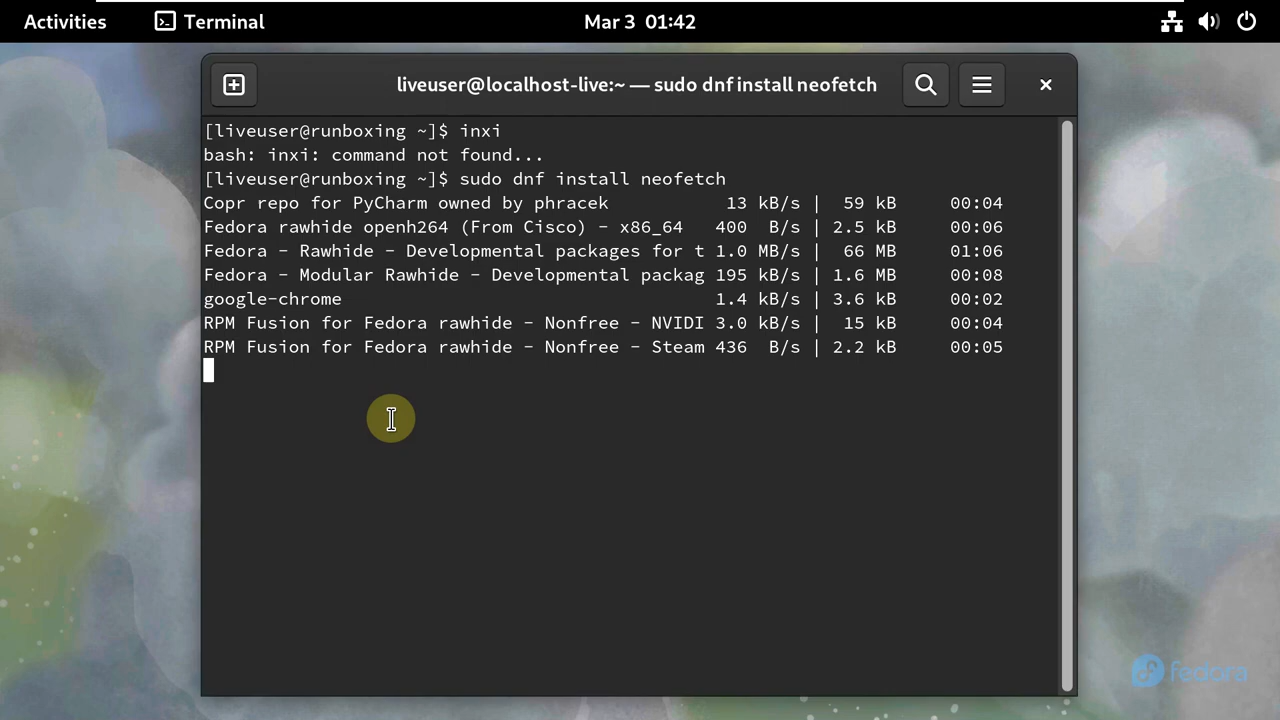 Activities Terminal Mar 3 01:42
liveuser@localhost-live:~ — sudo dnf install neofetch
[liveuser@runboxing ~]$ inxi
bash: inxi: command not found...
[liveuser@runboxing ~]$ sudo dnf install neofetch
Copr repo for PyCharm owned by phracek 13 kB/s | 59 kB 00:04
Fedora rawhide openh264 (From Cisco) - x86_64 400 B/s | 2.5 kB 00:06
Fedora - Rawhide - Developmental packages for t 1.0 MB/s | 66 MB 01:06
Fedora - Modular Rawhide - Developmental packag 195 kB/s | 1.6 MB 00:08
google-chrome 1.4 kB/s | 3.6 kB 00:02
RPM Fusion for Fedora rawhide - Nonfree - NVIDI 3.0 kB/s | 15 kB 00:04
RPM Fusion for Fedora rawhide - Nonfree - Steam 436 B/s | 2.2 kB 00:05
fedora